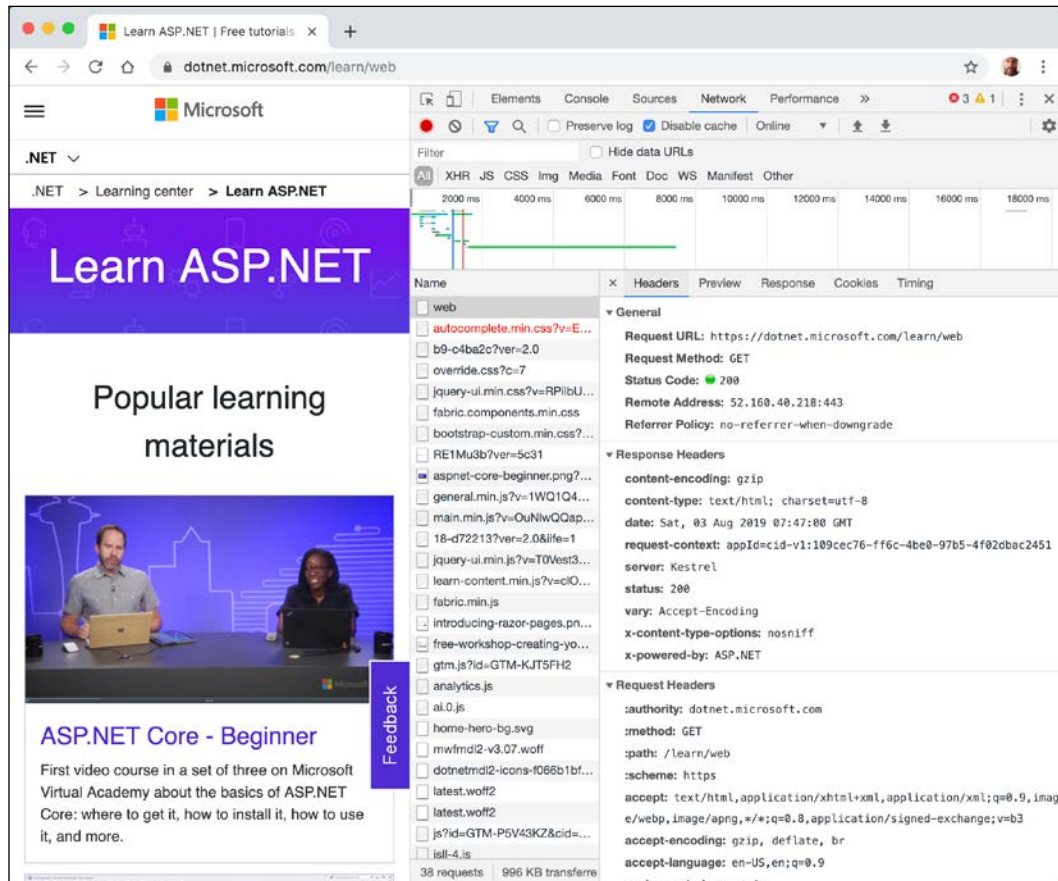 Learn ASP.NET | Free tutorials
dotnet.microsoft.com/learn/web
Microsoft
.NET
.NET > Learning center > Learn ASP.NET
Learn ASP.NET
Popular learning
materials
Microsoft
Feedback
ASP.NET Core - Beginner
First video course in a set of three on Microsoft
Virtual Academy about the basics of ASP.NET
Core: where to get it, how to install it, how to use
it, and more.
Elements Console Sources Network Performance » 3 1
Preserve log Disable cache Online
Filter Hide data URLs
All XHR JS CSS Img Media Font Doc WS Manifest Other
2000 ms 4000 ms 6000 ms 8000 ms 10000 ms 12000 ms 14000 ms 16000 ms 18000 ms
Name
web
autocomplete.min.css?v=E...
b9-c4ba2c?ver=2.0
override.css?c=7
jquery-ui.min.css?v=RPilbU...
fabric.components.min.css
bootstrap-custom.min.css?...
RE1Mu3b?ver=5c31
aspnet-core-beginner.png?...
general.min.js?v=1WQ1Q4...
main.min.js?v=OuNlwQQap...
18-d72213?ver=2.0&iife=1
jquery-ui.min.js?v=T0Vest3...
learn-content.min.js?v=clO...
fabric.min.js
introducing-razor-pages.pn...
free-workshop-creating-yo...
gtm.js?id=GTM-KJT5FH2
analytics.js
ai.0.js
home-hero-bg.svg
mwfmdl2-v3.07.woff
dotnetmdl2-icons-f066b1bf...
latest.woff2
latest.woff2
js?id=GTM-P5V43KZ&cid=...
isll-4.js
38 requests 996 KB transferre
Headers Preview Response Cookies Timing
General
Request URL: https://dotnet.microsoft.com/learn/web
Request Method: GET
Status Code: 200
Remote Address: 52.160.40.218:443
Referrer Policy: no-referrer-when-downgrade
Response Headers
content-encoding: gzip
content-type: text/html; charset=utf-8
date: Sat, 03 Aug 2019 07:47:00 GMT
request-context: appId=cid-v1:109cec76-ff6c-4be0-97b5-4f02dbac2451
server: Kestrel
status: 200
vary: Accept-Encoding
x-content-type-options: nosniff
x-powered-by: ASP.NET
Request Headers
:authority: dotnet.microsoft.com
:method: GET
:path: /learn/web
:scheme: https
accept: text/html,application/xhtml+xml,application/xml;q=0.9,imag
e/webp,image/apng,*/*;q=0.8,application/signed-exchange;v=b3
accept-encoding: gzip, deflate, br
accept-language: en-US,en;q=0.9